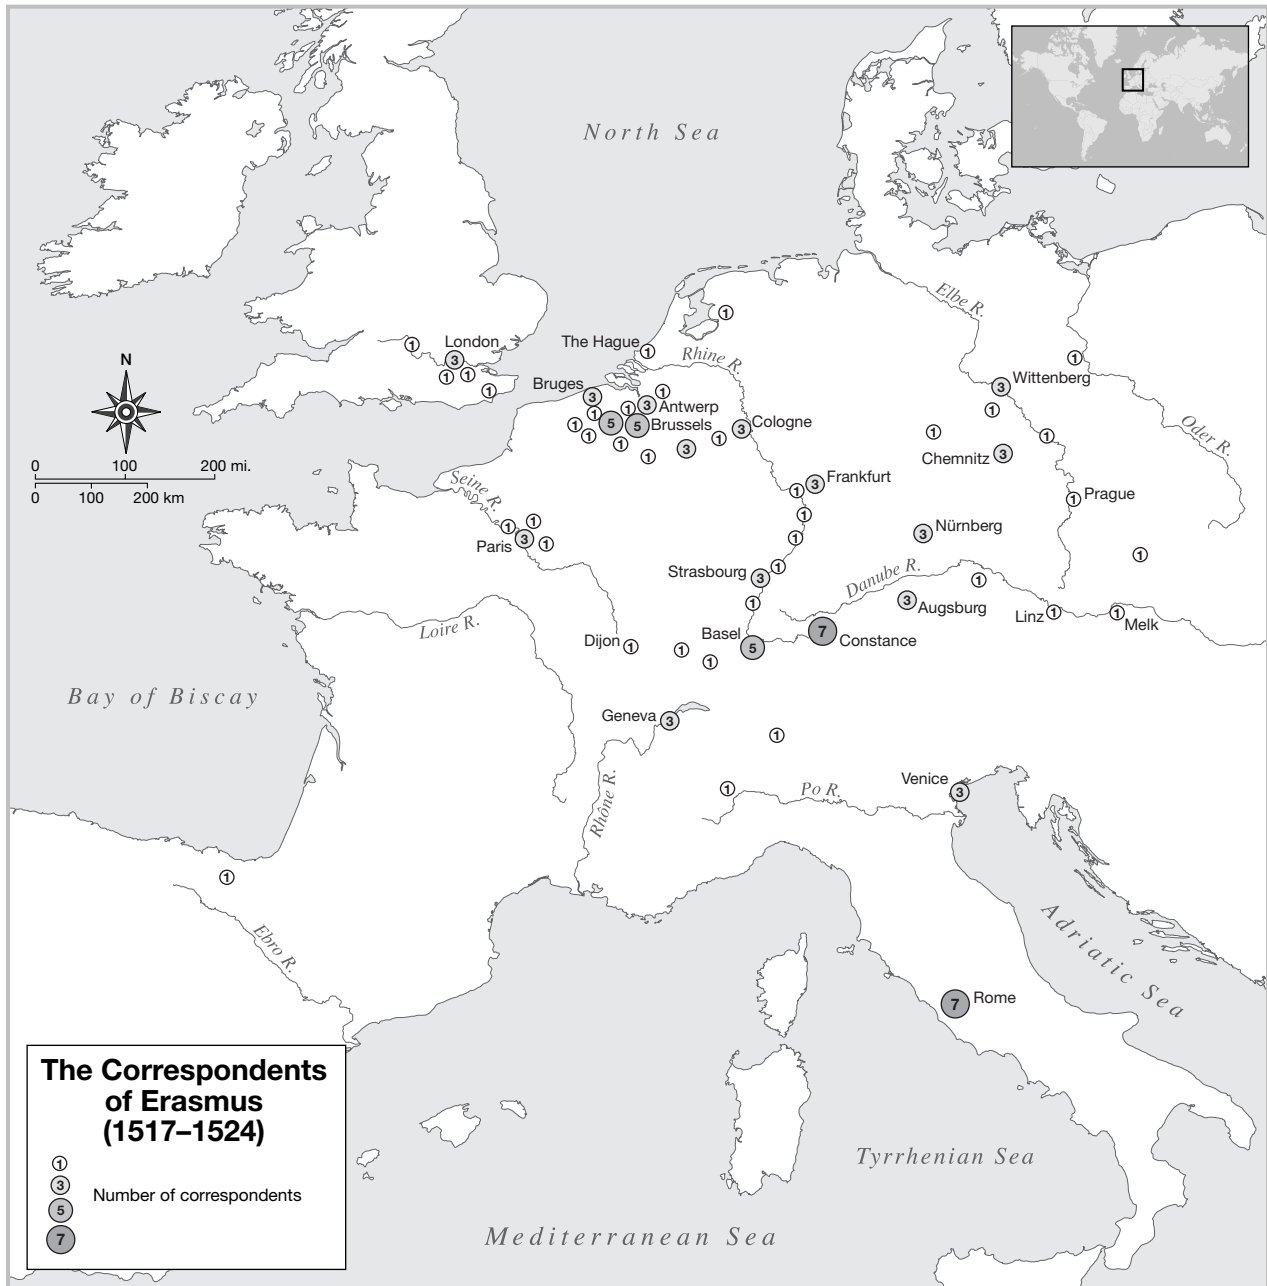 North Sea
Elbe R.
1
London
1
3
The Hague
1
Rhine R.
1
1
1
N
Bruges
3
1
1
3
Antwerp
1
5
5
Brussels
1
1
1
1
3
1
3
Cologne
1
3
Wittenberg
1
1
1
Oder R.
Chemnitz
3
0 100 200 mi.
0 100 200 km
Seine R.
3
Frankfurt
1
1
1
1
1
Prague
1
1
Paris
3
1
3
Nürnberg
1
Strasbourg
3
1
Danube R.
1
1
3
Augsburg
Linz
1
1
Melk
Loire R.
Dijon
1
1
1
Basel
5
7
Constance
Bay of Biscay
Geneva
3
1
Rhône R.
1
Po R.
Venice
3
1
Ebro R.
Adriatic Sea
7
Rome
The Correspondents
of Erasmus
(1517–1524)
1
3
Number of correspondents
5
7
Tyrrhenian Sea
Mediterranean Sea